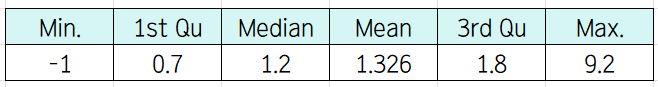 Min. 1st Qu Median Mean 3rd Qu Max.
-1 0.7 1.2 1.326 1.8 9.2